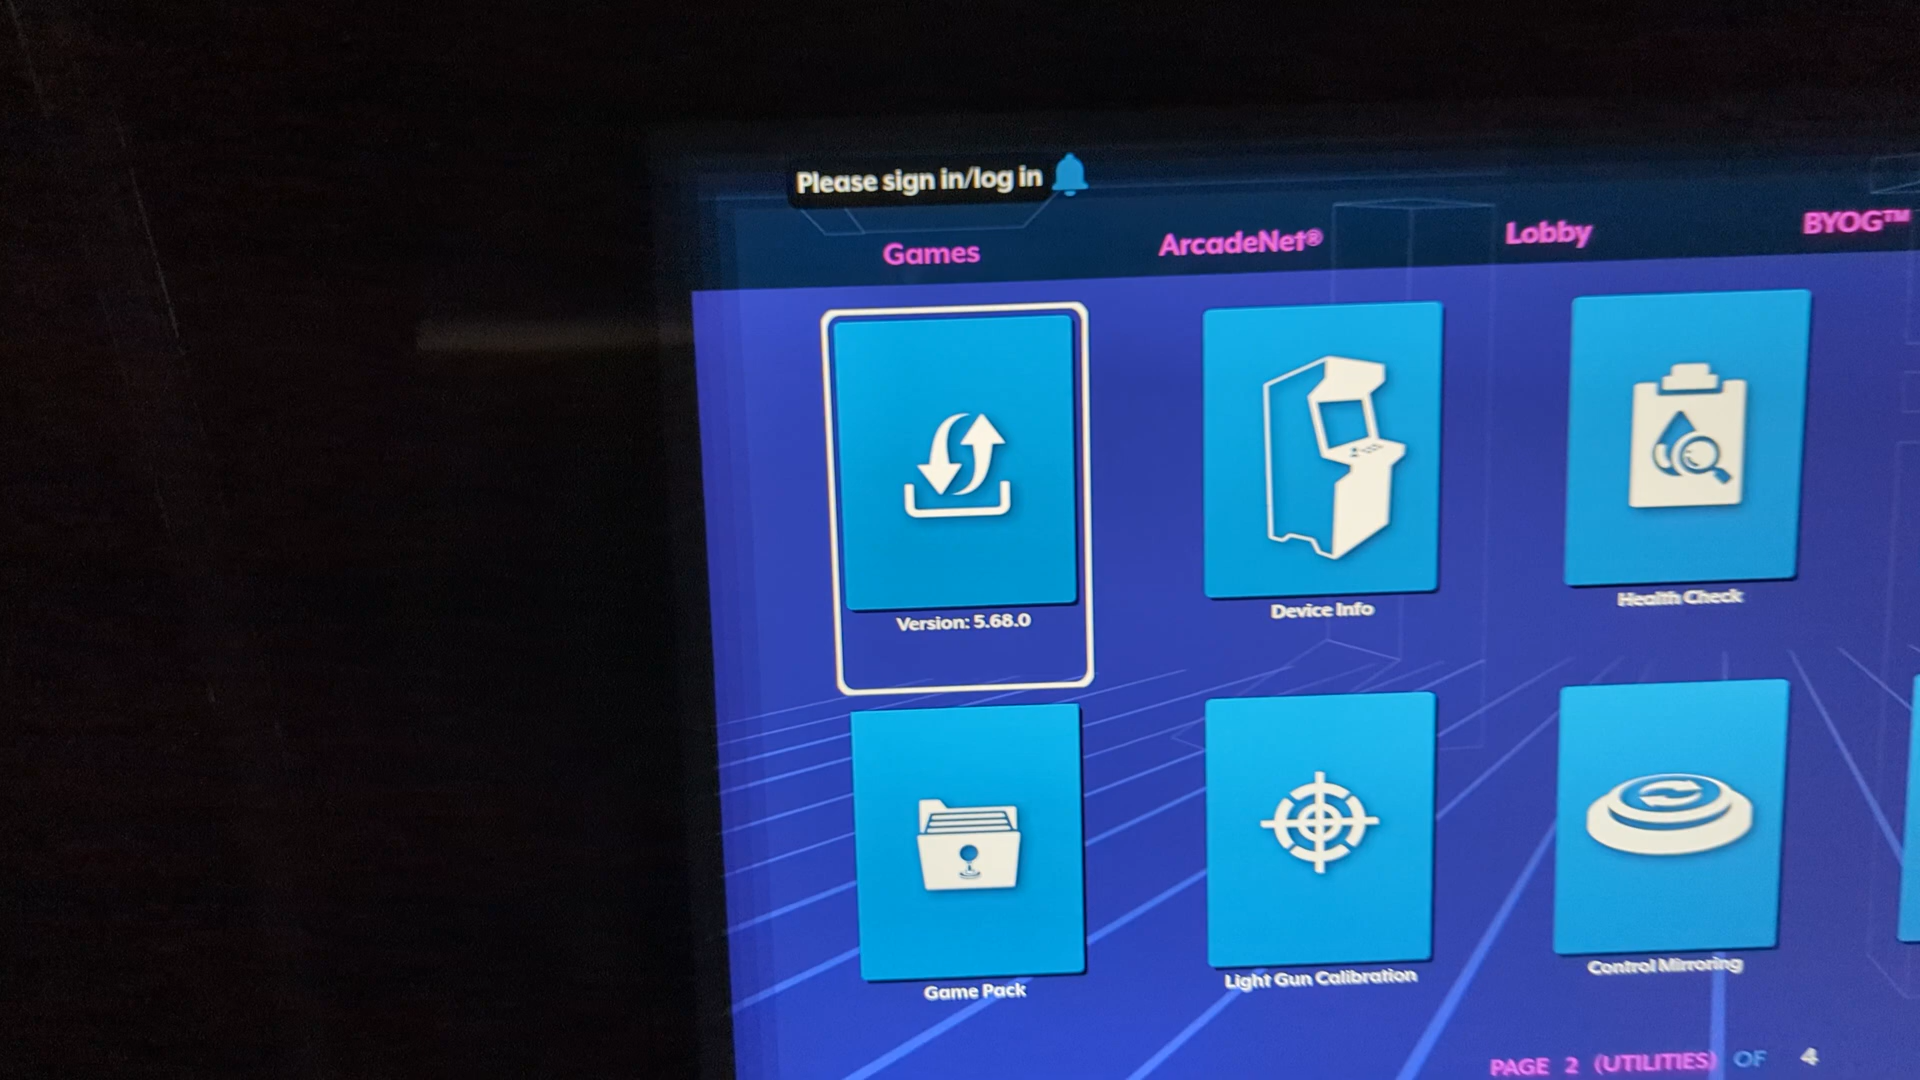 Please sign in/log in
Games
ArcadeNet®
Lobby
BYOG™
Version: 5.68.0
Device Info
Health Check
Game Pack
Light Gun Calibration
Control Mirroring
PAGE 2 (UTILITIES) OF 4